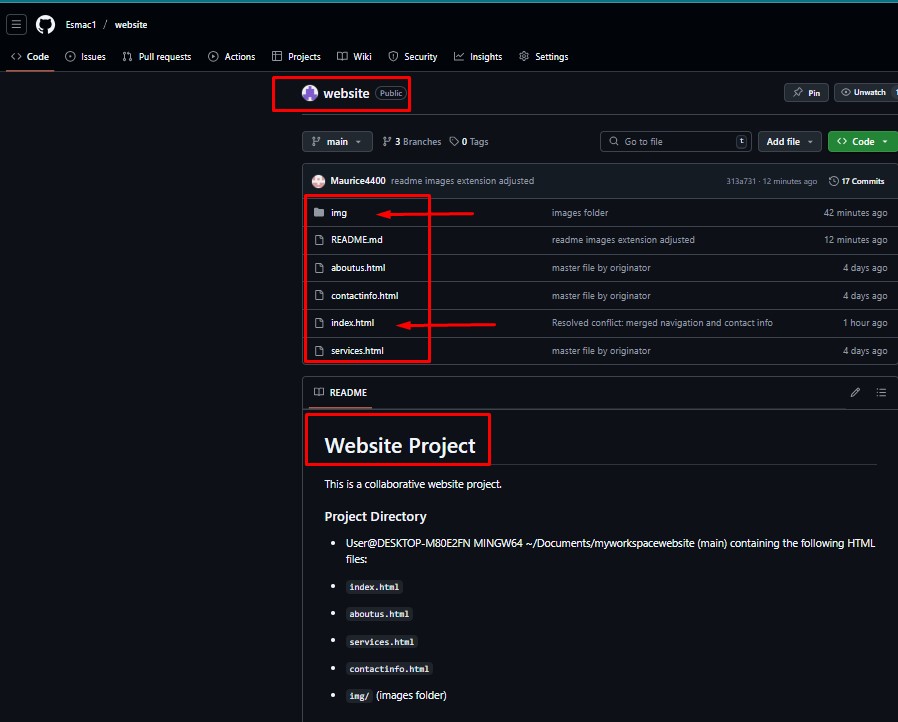 Esmac1 / website
Code Issues Pull requests Actions Projects Wiki Security Insights Settings
website Public Pin Unwatch 1
main 3 Branches 0 Tags Go to file t Add file Code
Maurice4400 readme images extension adjusted 313a731 · 12 minutes ago 17 Commits
img images folder 42 minutes ago
README.md readme images extension adjusted 12 minutes ago
aboutus.html master file by originator 4 days ago
contactinfo.html master file by originator 4 days ago
index.html Resolved conflict: merged navigation and contact info 1 hour ago
services.html master file by originator 4 days ago
README
Website Project
This is a collaborative website project.
Project Directory
• User@DESKTOP-M80E2FN MINGW64 ~/Documents/myworkspacewebsite (main) containing the following HTML
files:
• index.html
• aboutus.html
• services.html
• contactinfo.html
• img/ (images folder)